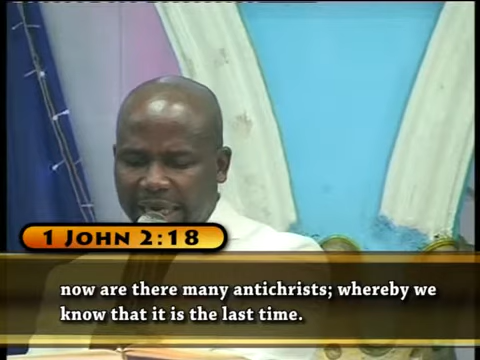 1 John 2:18
now are there many antichrists; whereby we
know that it is the last time.